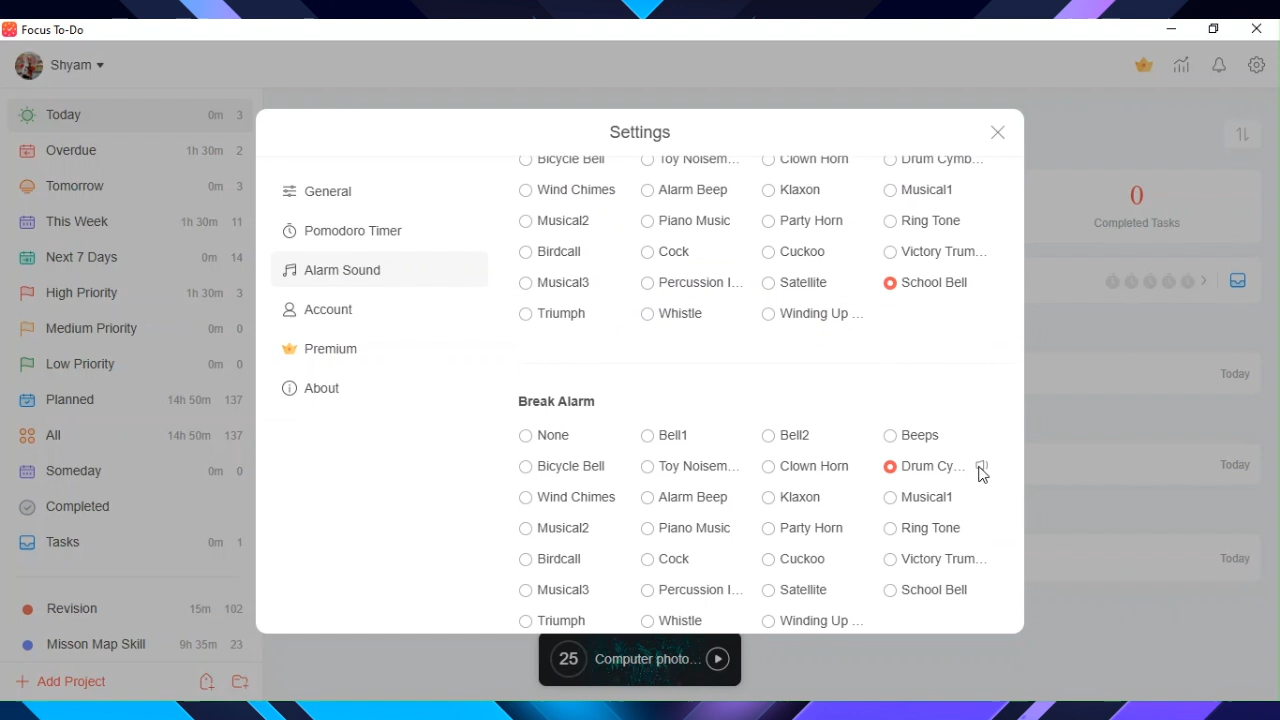 Focus To-Do
Shyam
Today 0m 3
Overdue 1h 30m 2
Tomorrow 0m 3
This Week 1h 30m 11
Next 7 Days 0m 14
High Priority 1h 30m 3
Medium Priority 0m 0
Low Priority 0m 0
Planned 14h 50m 137
All 14h 50m 137
Someday 0m 0
Completed
Tasks 0m 1
Revision 15m 102
Misson Map Skill 9h 35m 23
Add Project
Settings
General
Pomodoro Timer
Alarm Sound
Account
Premium
About
Bicycle Bell Toy Noisem... Clown Horn Drum Cymb...
Wind Chimes Alarm Beep Klaxon Musical1
Musical2 Piano Music Party Horn Ring Tone
Birdcall Cock Cuckoo Victory Trum...
Musical3 Percussion I... Satellite School Bell
Triumph Whistle Winding Up ...
Break Alarm
None Bell1 Bell2 Beeps
Bicycle Bell Toy Noisem... Clown Horn Drum Cy...
Wind Chimes Alarm Beep Klaxon Musical1
Musical2 Piano Music Party Horn Ring Tone
Birdcall Cock Cuckoo Victory Trum...
Musical3 Percussion I... Satellite School Bell
Triumph Whistle Winding Up ...
0
Completed Tasks
Today
Today
Today
25 Computer photo...